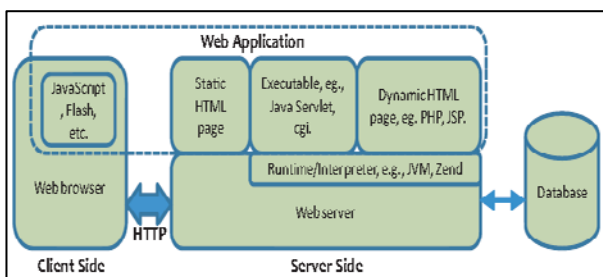 Web Application
JavaScript
, Flash,
etc.
Static
HTML
page
Executable, eg.,
Java Servlet,
cgi.
Dynamic HTML
page, eg. PHP, JSP.
Runtime/Interpreter, e.g., JVM, Zend
Web browser
Web server
Database
HTTP
Client Side
Server Side